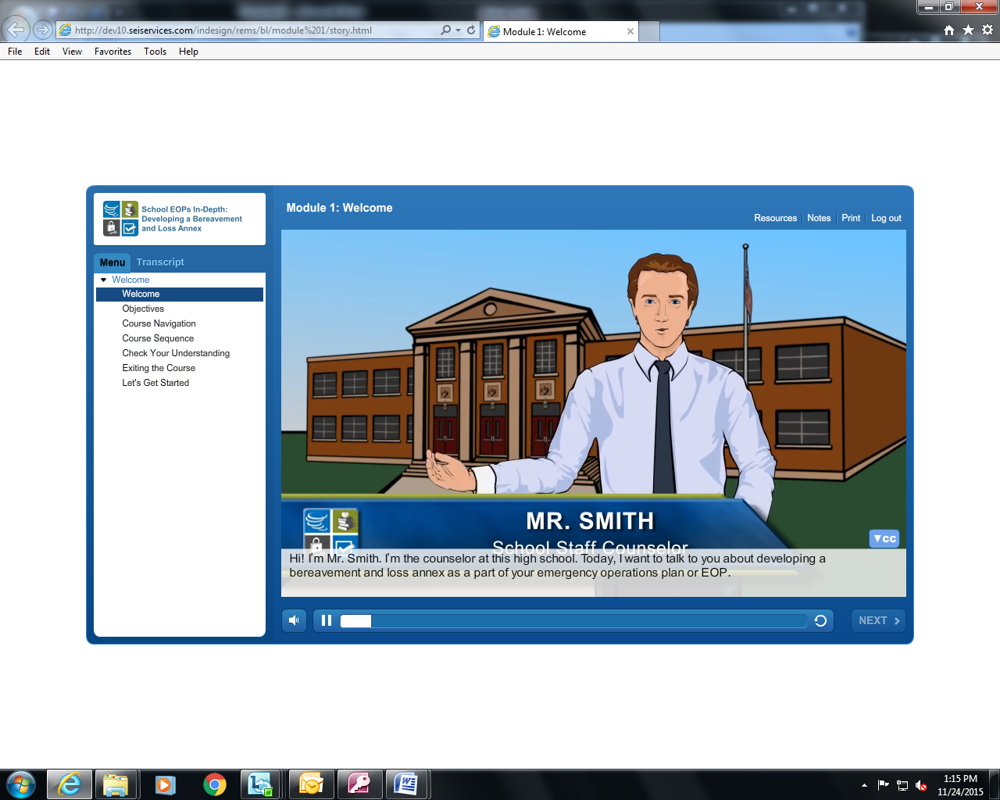 http://dev10.seiservices.com/indesign/rems/bl/module%201/story.html
Module 1: Welcome
File Edit View Favorites Tools Help
School EOPs In-Depth:
Developing a Bereavement
and Loss Annex
Module 1: Welcome
Resources Notes Print Log out
Menu Transcript
Welcome
Welcome
Objectives
Course Navigation
Course Sequence
Check Your Understanding
Exiting the Course
Let's Get Started
MR. SMITH
School Staff Counselor
cc
Hi! I'm Mr. Smith. I'm the counselor at this high school. Today, I want to talk to you about developing a
bereavement and loss annex as a part of your emergency operations plan or EOP.
NEXT
1:15 PM
11/24/2015